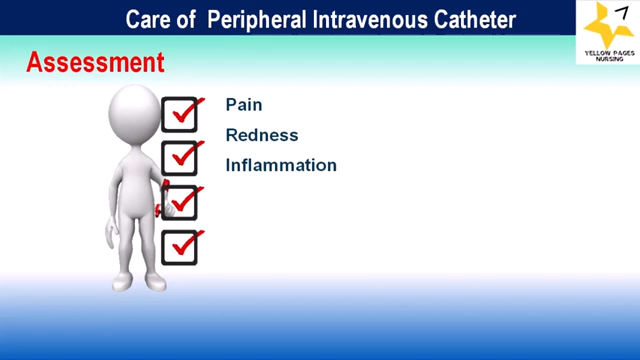 Care of Peripheral Intravenous Catheter
YELLOW PAGES
NURSING
Assessment
Pain
Redness
Inflammation